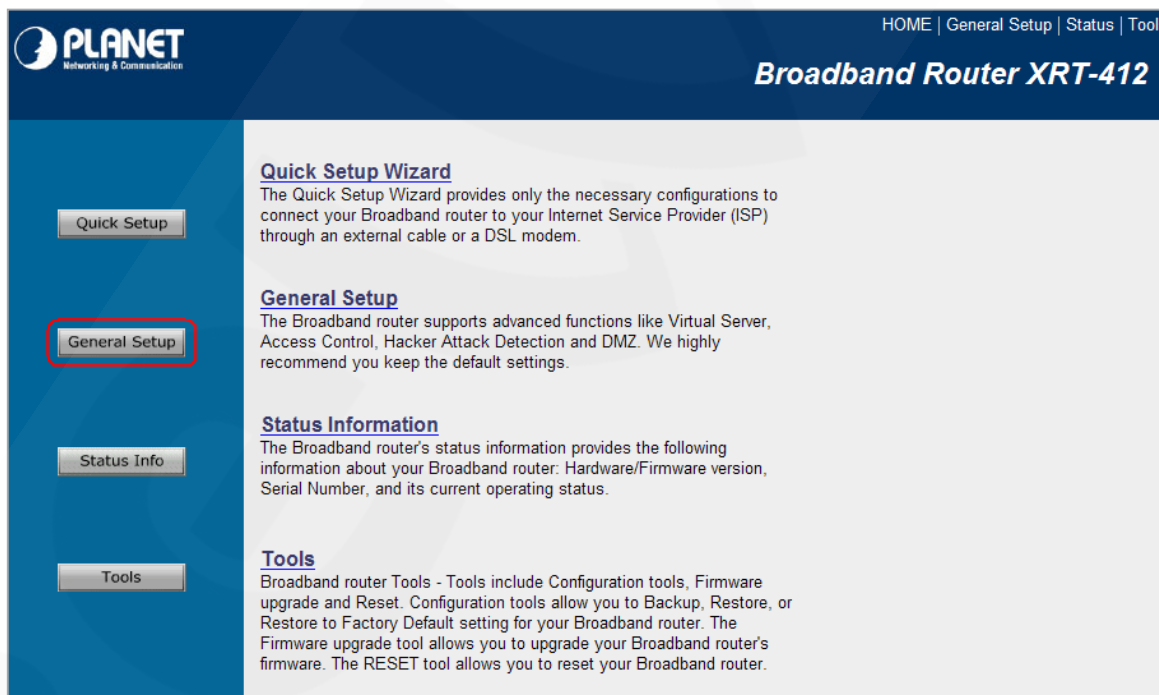 PLANET
Networking & Communication
HOME | General Setup | Status | Tool
Broadband Router XRT-412
Quick Setup
General Setup
Status Info
Tools
Quick Setup Wizard
The Quick Setup Wizard provides only the necessary configurations to
connect your Broadband router to your Internet Service Provider (ISP)
through an external cable or a DSL modem.
General Setup
The Broadband router supports advanced functions like Virtual Server,
Access Control, Hacker Attack Detection and DMZ. We highly
recommend you keep the default settings.
Status Information
The Broadband router's status information provides the following
information about your Broadband router: Hardware/Firmware version,
Serial Number, and its current operating status.
Tools
Broadband router Tools - Tools include Configuration tools, Firmware
upgrade and Reset. Configuration tools allow you to Backup, Restore, or
Restore to Factory Default setting for your Broadband router. The
Firmware upgrade tool allows you to upgrade your Broadband router's
firmware. The RESET tool allows you to reset your Broadband router.